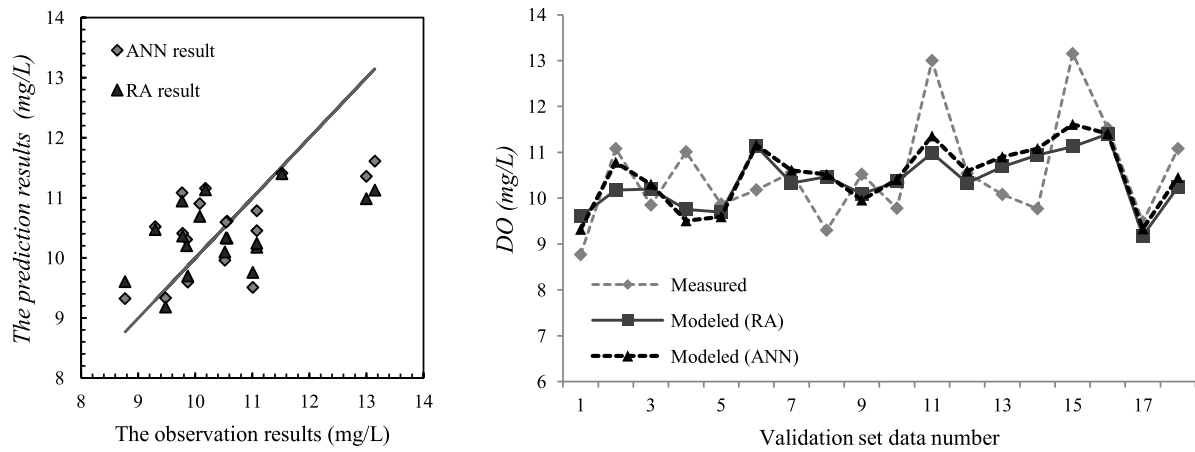 14
13
12
11
10
9
8
8 9 10 11 12 13 14
The prediction results (mg/L)
The observation results (mg/L)
ANN result
RA result
14
13
12
11
10
9
8
7
6
1 3 5 7 9 11 13 15 17
DO (mg/L)
Validation set data number
Measured
Modeled (RA)
Modeled (ANN)